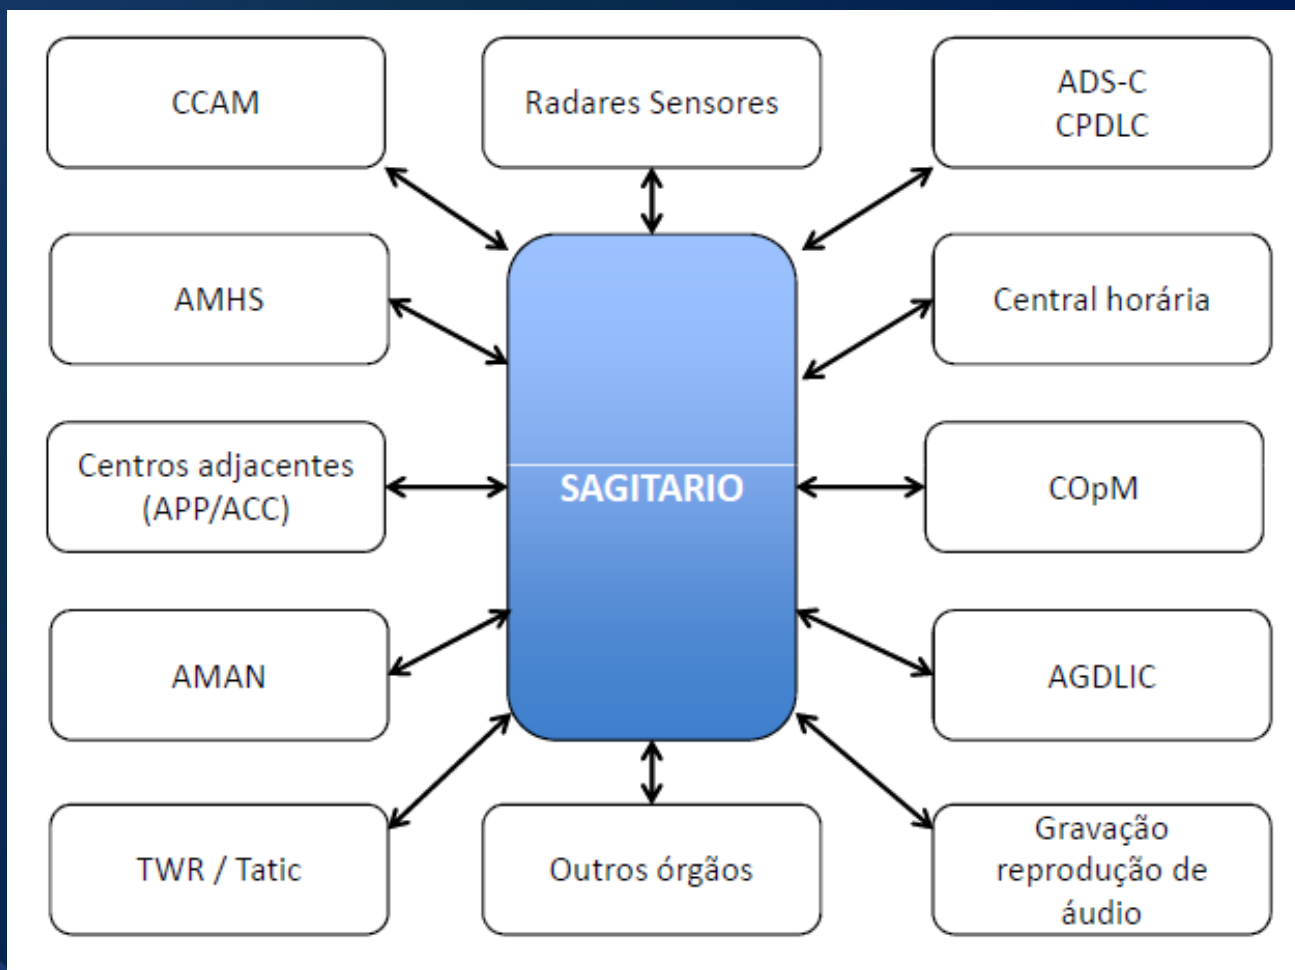 CCAM
Radares Sensores
ADS-C
CPDLC
AMHS
Central horária
Centros adjacentes
(APP/ACC)
SAGITARIO
COpM
AMAN
AGDLIC
TWR / Tatic
Outros órgãos
Gravação
reprodução de
áudio